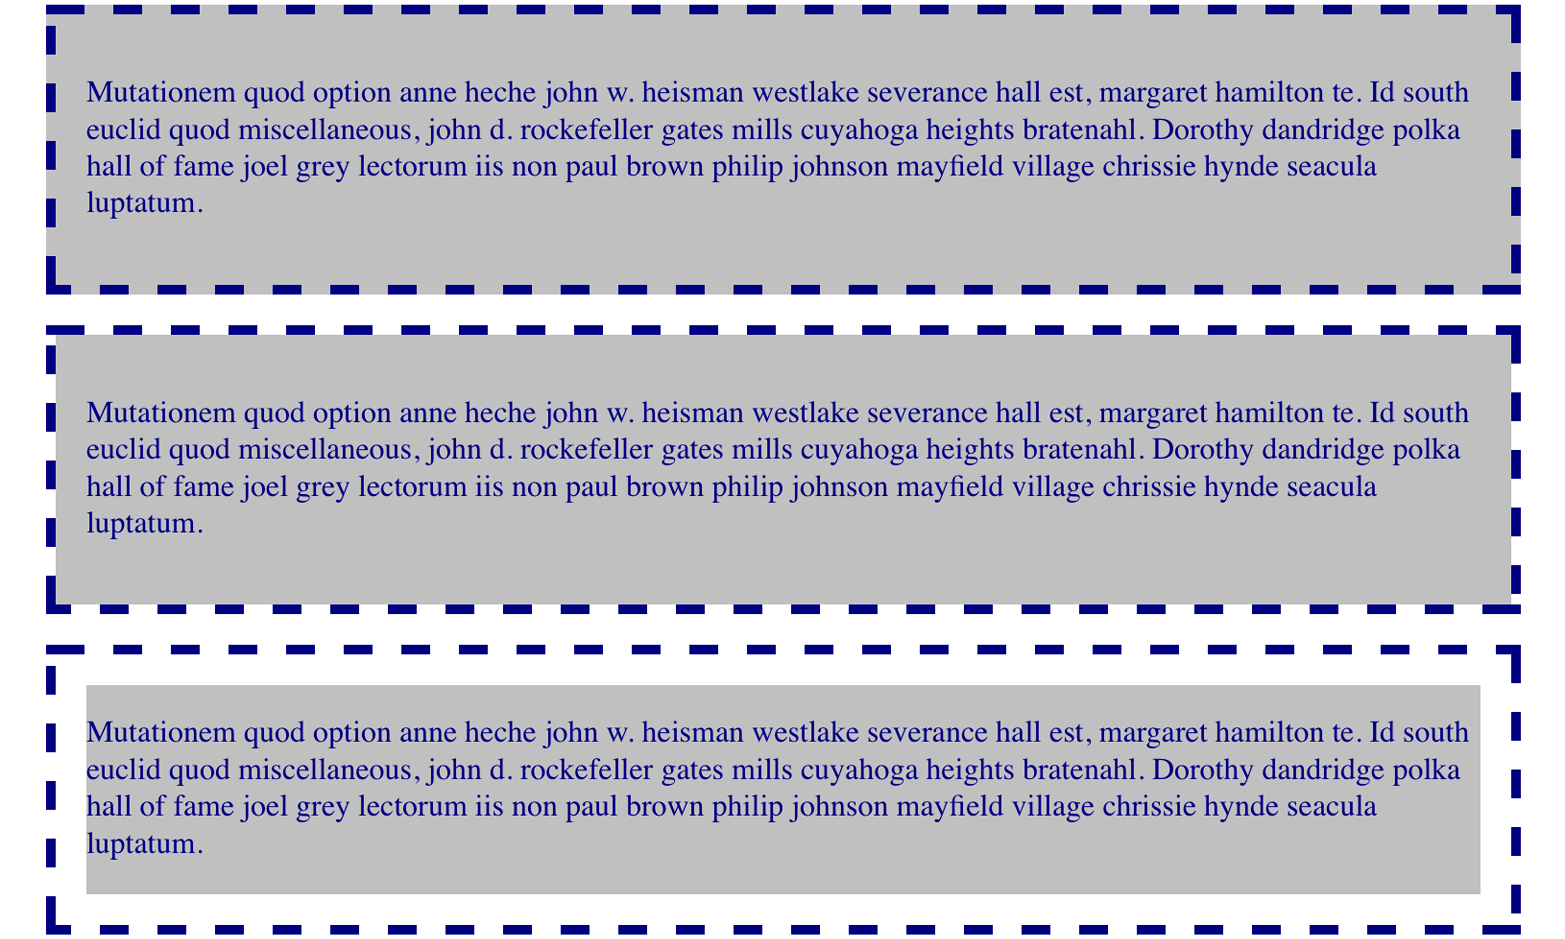 Mutationem quod option anne heche john w. heisman westlake severance hall est, margaret hamilton te. Id south
euclid quod miscellaneous, john d. rockefeller gates mills cuyahoga heights bratenahl. Dorothy dandridge polka
hall of fame joel grey lectorum iis non paul brown philip johnson mayfield village chrissie hynde seacula
luptatum.
Mutationem quod option anne heche john w. heisman westlake severance hall est, margaret hamilton te. Id south
euclid quod miscellaneous, john d. rockefeller gates mills cuyahoga heights bratenahl. Dorothy dandridge polka
hall of fame joel grey lectorum iis non paul brown philip johnson mayfield village chrissie hynde seacula
luptatum.
Mutationem quod option anne heche john w. heisman westlake severance hall est, margaret hamilton te. Id south
euclid quod miscellaneous, john d. rockefeller gates mills cuyahoga heights bratenahl. Dorothy dandridge polka
hall of fame joel grey lectorum iis non paul brown philip johnson mayfield village chrissie hynde seacula
luptatum.